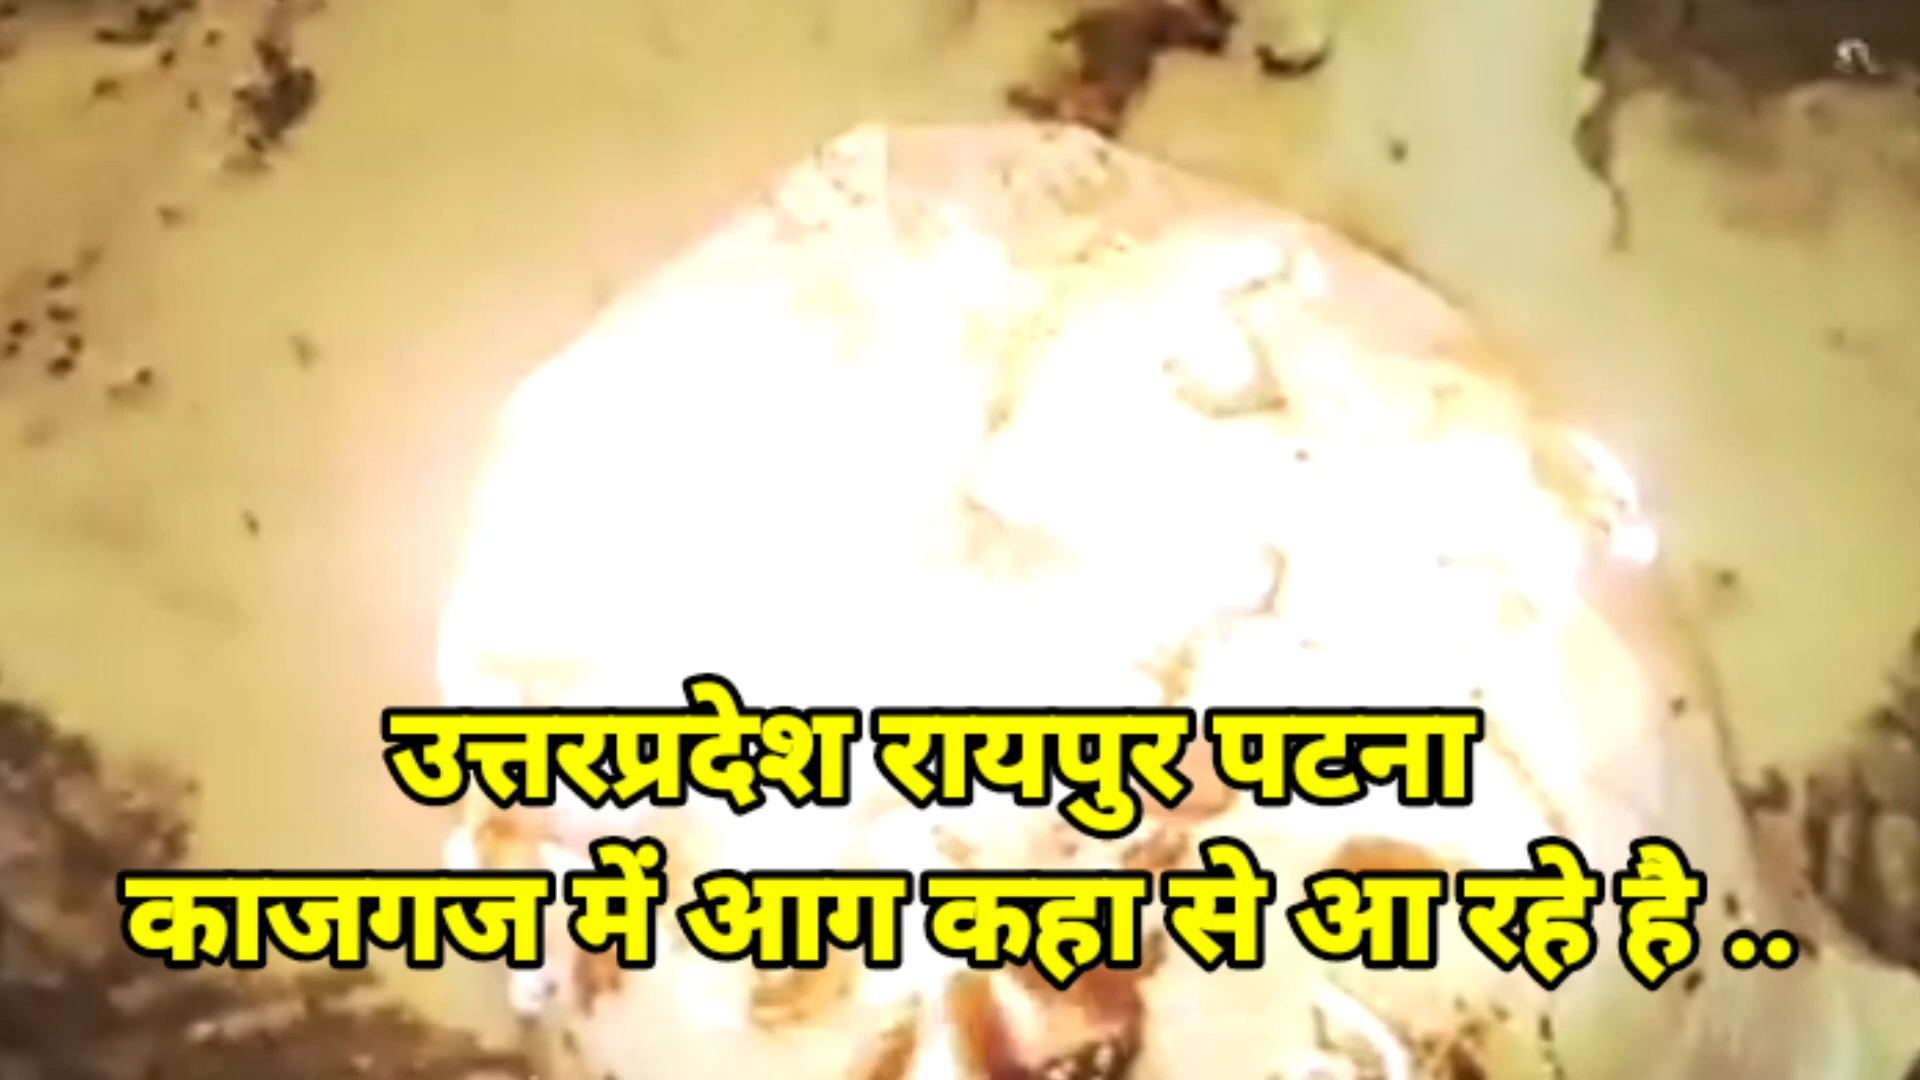 उत्तरप्रदेश रायपुर पटना
काजगज में आग कहा से आ रहे है ..